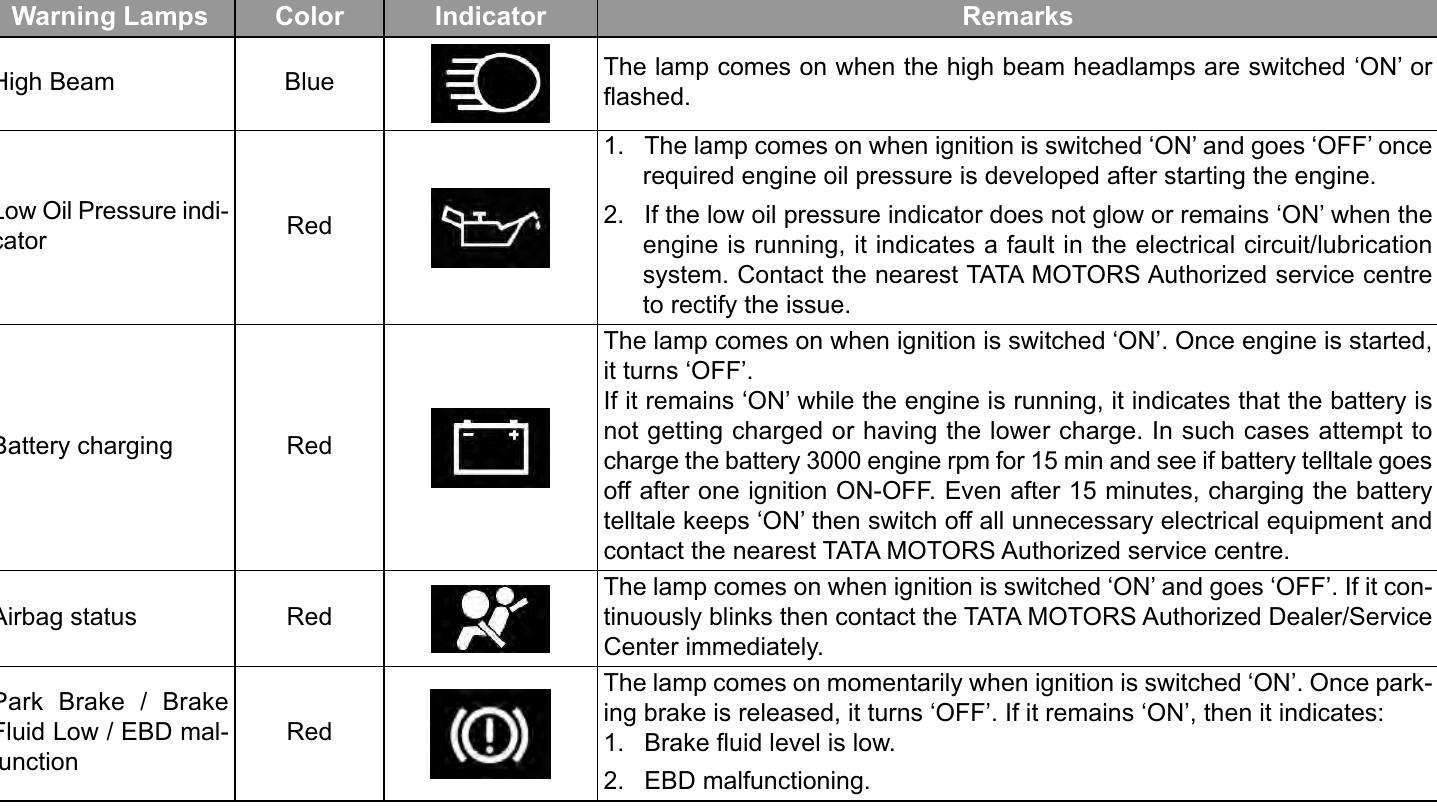 Warning Lamps Color Indicator Remarks
High Beam Blue
The lamp comes on when the high beam headlamps are switched ‘ON’ or
flashed.
Low Oil Pressure indi-
cator
Red
1. The lamp comes on when ignition is switched ‘ON’ and goes ‘OFF’ once
required engine oil pressure is developed after starting the engine.
2. If the low oil pressure indicator does not glow or remains ‘ON’ when the
engine is running, it indicates a fault in the electrical circuit/lubrication
system. Contact the nearest TATA MOTORS Authorized service centre
to rectify the issue.
Battery charging Red
The lamp comes on when ignition is switched ‘ON’. Once engine is started,
it turns ‘OFF’.
If it remains ‘ON’ while the engine is running, it indicates that the battery is
not getting charged or having the lower charge. In such cases attempt to
charge the battery 3000 engine rpm for 15 min and see if battery telltale goes
off after one ignition ON-OFF. Even after 15 minutes, charging the battery
telltale keeps ‘ON’ then switch off all unnecessary electrical equipment and
contact the nearest TATA MOTORS Authorized service centre.
Airbag status Red
The lamp comes on when ignition is switched ‘ON’ and goes ‘OFF’. If it con-
tinuously blinks then contact the TATA MOTORS Authorized Dealer/Service
Center immediately.
Park Brake / Brake
Fluid Low / EBD mal-
function
Red
The lamp comes on momentarily when ignition is switched ‘ON’. Once park-
ing brake is released, it turns ‘OFF’. If it remains ‘ON’, then it indicates:
1. Brake fluid level is low.
2. EBD malfunctioning.